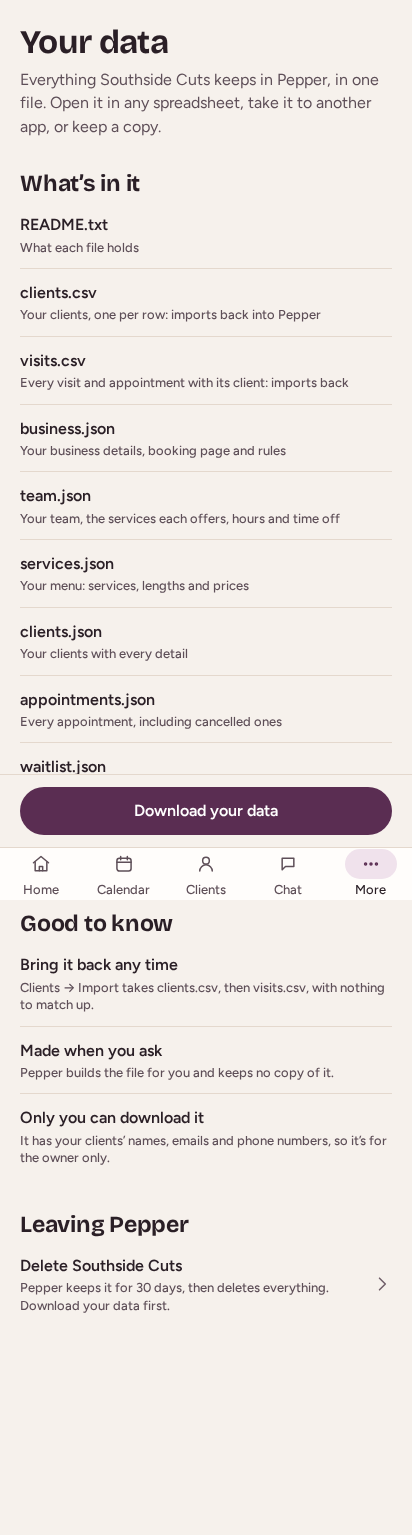 Your data
Everything Southside Cuts keeps in Pepper, in one
file. Open it in any spreadsheet, take it to another
app, or keep a copy.
What's in it
README.txt
What each file holds
clients.csv
Your clients, one per row: imports back into Pepper
visits.csv
Every visit and appointment with its client: imports back
business.json
Your business details, booking page and rules
team.json
Your team, the services each offers, hours and time off
services.json
Your menu: services, lengths and prices
clients.json
Your clients with every detail
appointments.json
Every appointment, including cancelled ones
waitlist.json
Download your data
Home
Calendar
Clients
Chat
More
Good to know
Bring it back any time
Clients → Import takes clients.csv, then visits.csv, with nothing
to match up.
Made when you ask
Pepper builds the file for you and keeps no copy of it.
Only you can download it
It has your clients’ names, emails and phone numbers, so it’s for
the owner only.
Leaving Pepper
Delete Southside Cuts
Pepper keeps it for 30 days, then deletes everything.
Download your data first.